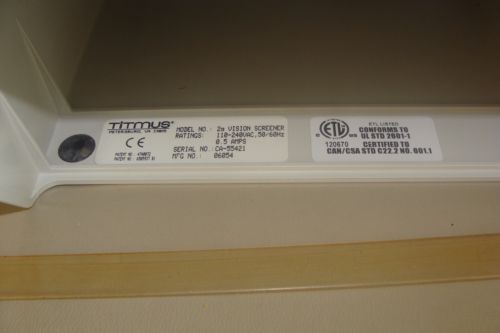 TITMUS®
PETERSBURG, VA 23805
CE
MODEL NO.: 2a VISION SCREENER
RATINGS: 110-240VAC, 50/60Hz
0.5 AMPS
SERIAL NO.: CA-55421
MFG NO.: 06054
ETL
120670
ETL LISTED
CONFORMS TO
UL STD 2601-1
CERTIFIED TO
CAN/CSA STD C22.2 NO. 601.1